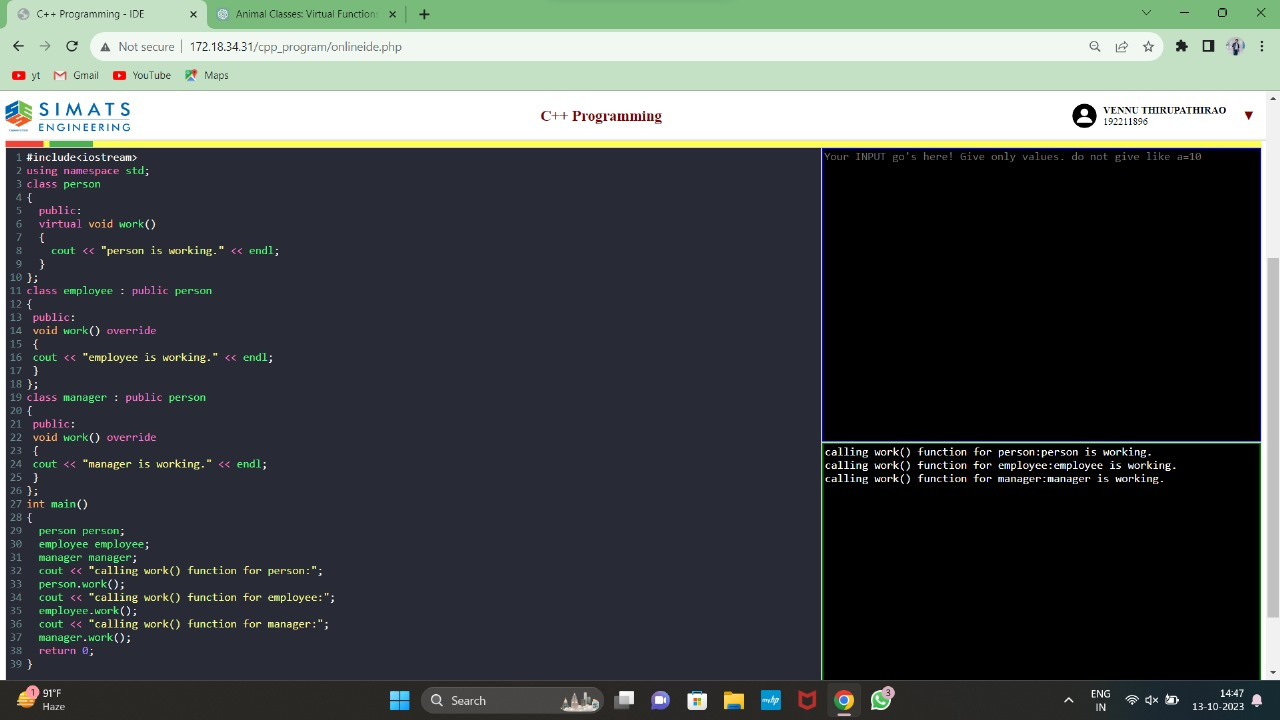 C++ Programming - IDE
Animal Classes: Virtual Function
Not secure | 172.18.34.31/cpp_program/onlineide.php
yt Gmail YouTube Maps
SIMATS
ENGINEERING
C++ Programming
VENNU THIRUPATHIRAO
192211896
1 #include<iostream>
2 using namespace std;
3 class person
4 {
5 public:
6 virtual void work()
7 {
8 cout << "person is working." << endl;
9 }
10 };
11 class employee : public person
12 {
13 public:
14 void work() override
15 {
16 cout << "employee is working." << endl;
17 }
18 };
19 class manager : public person
20 {
21 public:
22 void work() override
23 {
24 cout << "manager is working." << endl;
25 }
26 };
27 int main()
28 {
29 person person;
30 employee employee;
31 manager manager;
32 cout << "calling work() function for person:";
33 person.work();
34 cout << "calling work() function for employee:";
35 employee.work();
36 cout << "calling work() function for manager:";
37 manager.work();
38 return 0;
39 }
Your INPUT go's here! Give only values. do not give like a=10
calling work() function for person:person is working.
calling work() function for employee:employee is working.
calling work() function for manager:manager is working.
1
91°F
Haze
Search
3
ENG
IN
14:47
13-10-2023